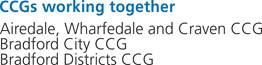 CCGs working together
Airedale, Wharfedale and Craven CCG
Bradford City CCG
Bradford Districts CCG